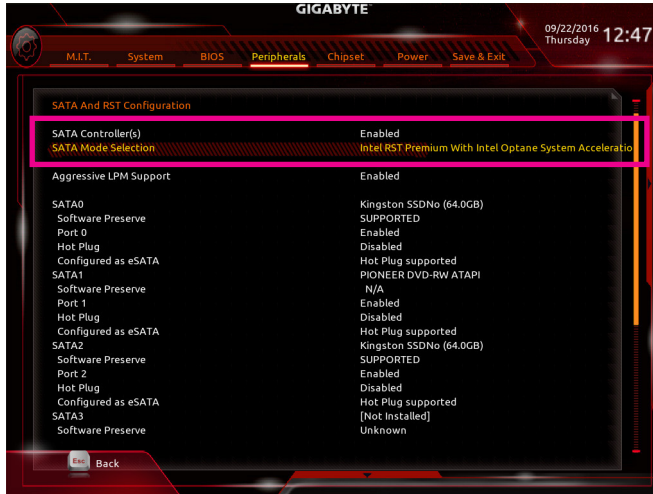 GIGABYTE™
09/22/2016 12:47
Thursday
M.I.T. System BIOS Peripherals Chipset Power Save & Exit
SATA And RST Configuration
SATA Controller(s) Enabled
SATA Mode Selection Intel RST Premium With Intel Optane System Acceleratio
Aggressive LPM Support Enabled
SATA0 Kingston SSDNo (64.0GB)
Software Preserve SUPPORTED
Port 0 Enabled
Hot Plug Disabled
Configured as eSATA Hot Plug supported
SATA1 PIONEER DVD-RW ATAPI
Software Preserve N/A
Port 1 Enabled
Hot Plug Disabled
Configured as eSATA Hot Plug supported
SATA2 Kingston SSDNo (64.0GB)
Software Preserve SUPPORTED
Port 2 Enabled
Hot Plug Disabled
Configured as eSATA Hot Plug supported
SATA3 [Not Installed]
Software Preserve Unknown
Esc Back